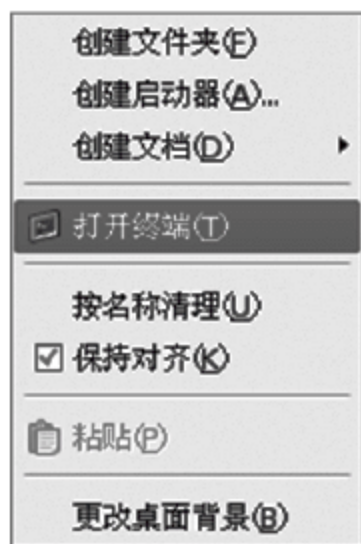 创建文件夹(F)
创建启动器(A)...
创建文档(D)
打开终端(T)
按名称清理(U)
保持对齐(K)
粘贴(P)
更改桌面背景(B)